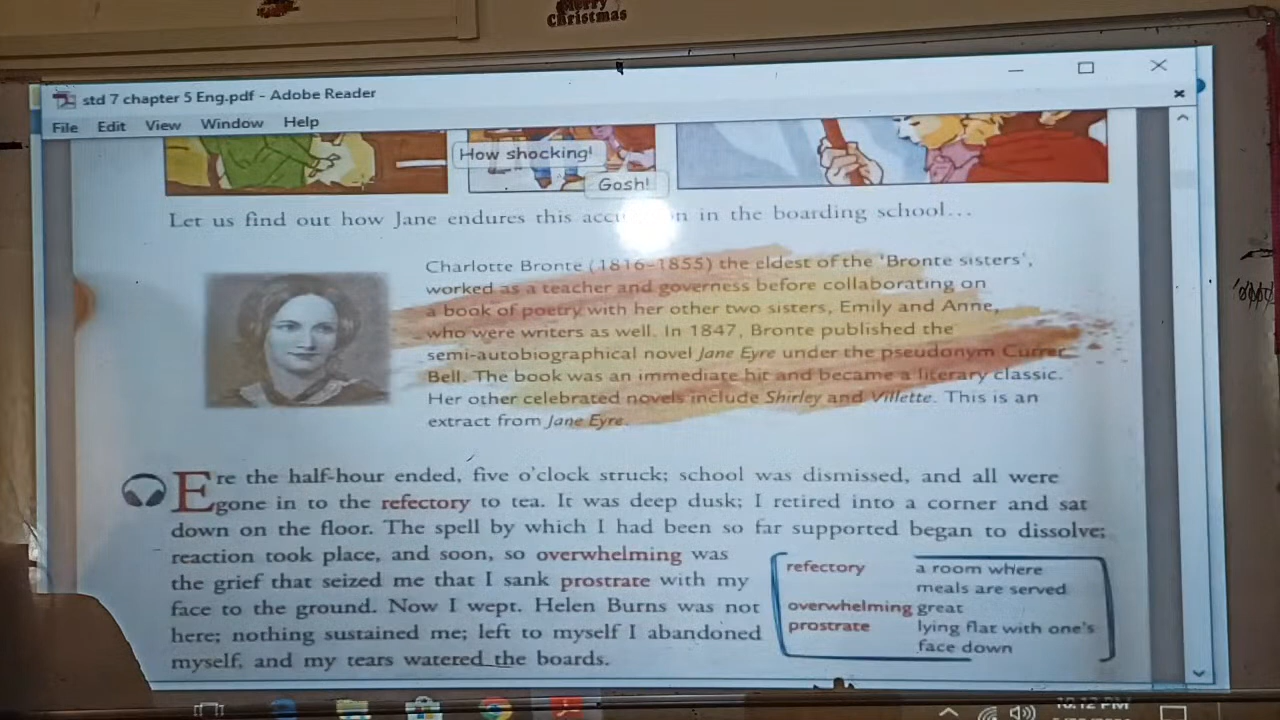 Merry
Christmas
std 7 chapter 5 Eng.pdf - Adobe Reader
File Edit View Window Help
How shocking!
Gosh!
Let us find out how Jane endures this in the boarding school...
Charlotte Bronte (1816-1855) the eldest of the 'Bronte sisters',
worked as a teacher and governess before collaborating on
a book of poetry with her other two sisters, Emily and Anne,
who were writers as well. In 1847, Bronte published the
semi-autobiographical novel Jane Eyre under the pseudonym Currer
Bell. The book was an immediate hit and became a literary classic.
Her other celebrated novels include Shirley and Villette. This is an
extract from Jane Eyre.
Ere the half-hour ended, five o'clock struck; school was dismissed, and all were
gone in to the refectory to tea. It was deep dusk; I retired into a corner and sat
down on the floor. The spell by which I had been so far supported began to dissolve;
reaction took place, and soon, so overwhelming was
the grief that seized me that I sank prostrate with my
face to the ground. Now I wept. Helen Burns was not
here; nothing sustained me; left to myself I abandoned
myself, and my tears watered the boards.
refectory a room where
meals are served
overwhelming great
prostrate lying flat with one's
face down
10:12 PM